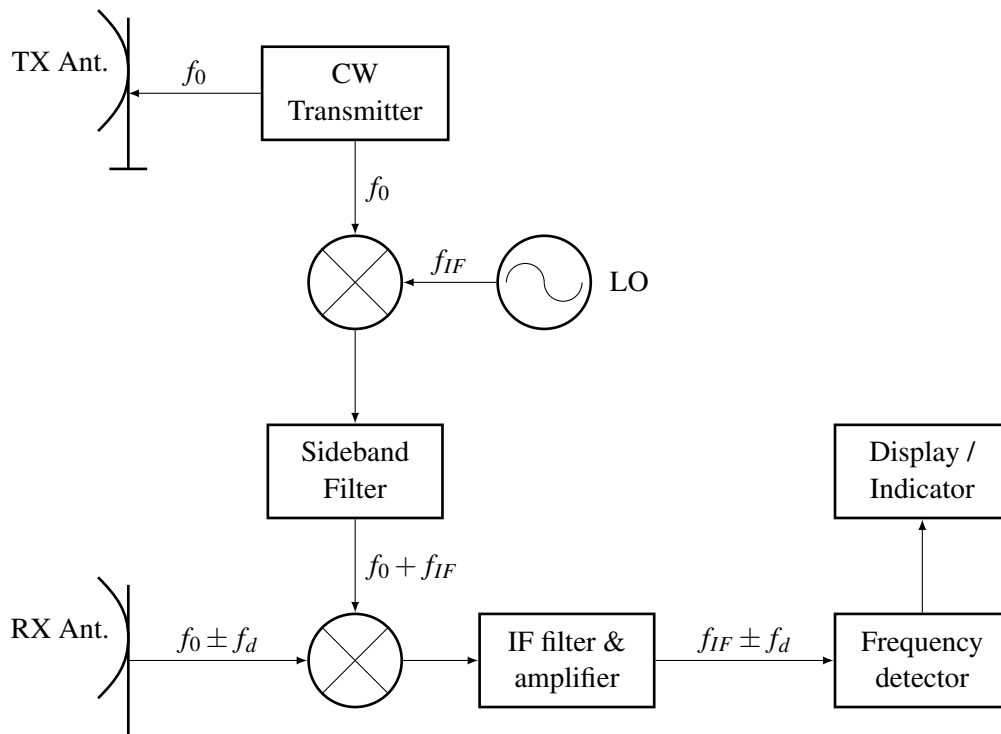 TX Ant.
f0
CW
Transmitter
f0
fIF
LO
Sideband
Filter
Display /
Indicator
f0 + fIF
RX Ant.
f0 ± fd
IF filter &
amplifier
fIF ± fd
Frequency
detector